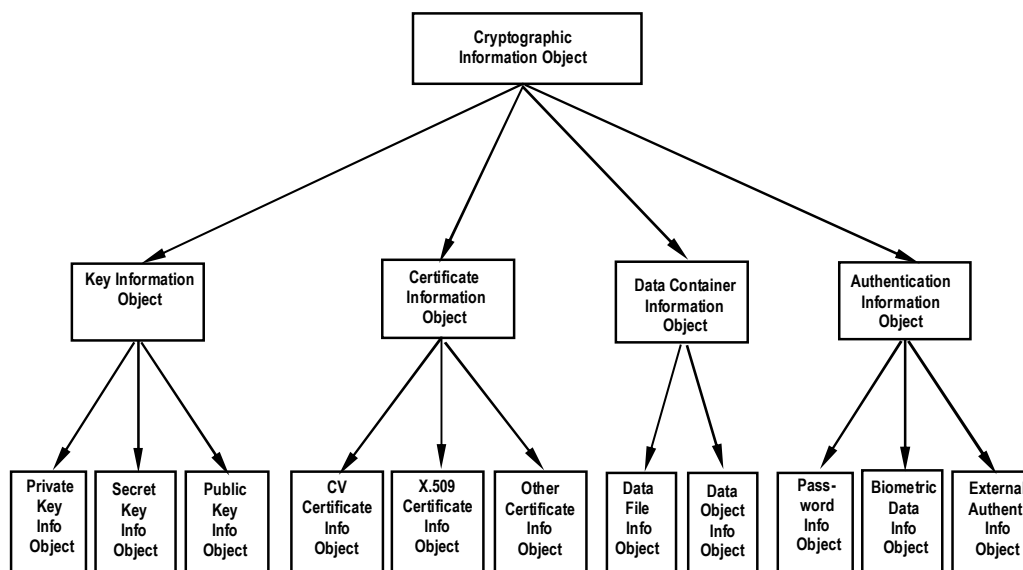 Cryptographic
Information Object
Key Information
Object
Certificate
Information
Object
Data Container
Information
Object
Authentication
Information
Object
Private
Key
Info
Object
Secret
Key
Info
Object
Public
Key
Info
Object
CV
Certificate
Info
Object
X.509
Certificate
Info
Object
Other
Certificate
Info
Object
Data
File
Info
Object
Data
Object
Info
Object
Pass-
word
Info
Object
Biometric
Data
Info
Object
External
Authent.
Info
Object